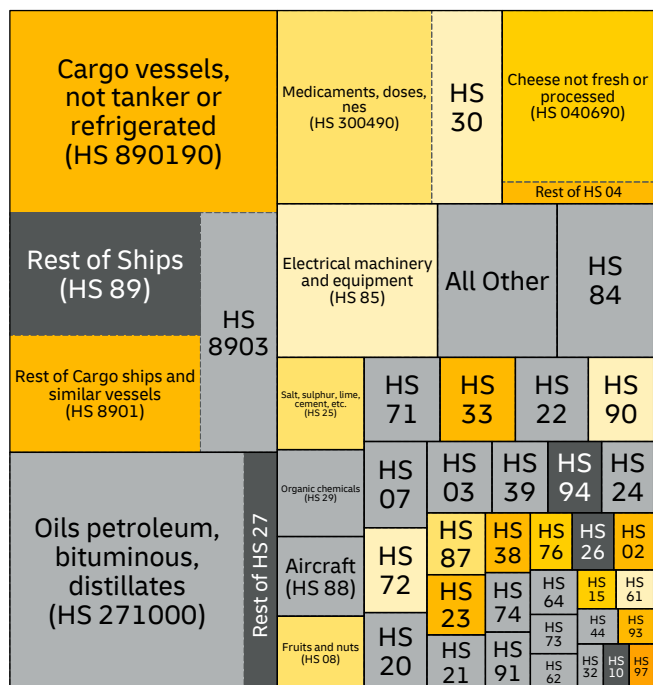 Cargo vessels,
not tanker or
refrigerated
(HS 890190)
Rest of Ships
(HS 89)
HS
8903
Rest of Cargo ships and
similar vessels
(HS 8901)
Oils petroleum,
bituminous,
distillates
(HS 271000)
Rest of HS 27
Medicaments, doses,
nes
(HS 300490)
HS
30
Cheese not fresh or
processed
(HS 040690)
Rest of HS 04
Electrical machinery
and equipment
(HS 85)
All Other
HS
84
Salt, sulphur, lime,
cement, etc.
(HS 25)
HS
71
HS
33
HS
22
HS
90
Organic chemicals
(HS 29)
HS
07
HS
03
HS
39
HS
94
HS
24
Aircraft
(HS 88)
HS
72
HS
87
HS
38
HS
76
HS
26
HS
02
HS
23
HS
74
HS
64
HS
15
HS
61
Fruits and nuts
(HS 08)
HS
20
HS
21
HS
91
HS
73
HS
44
HS
93
HS
62
HS
32
HS
10
HS
97